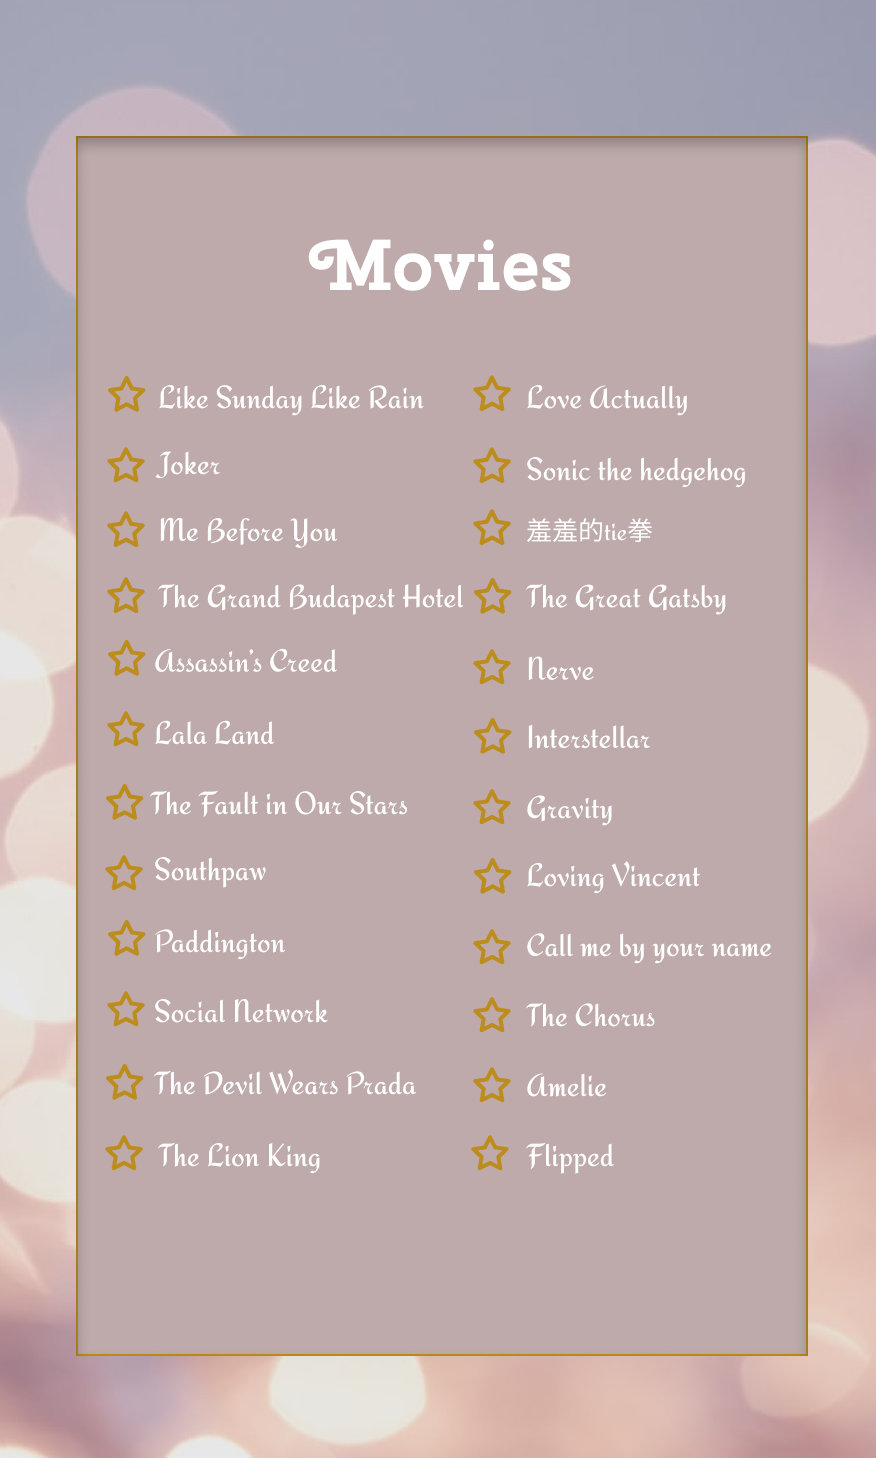 Movies
Like Sunday Like Rain
Joker
Me Before You
The Grand Budapest Hotel
Assassin's Creed
Lala Land
The Fault in Our Stars
Southpaw
Paddington
Social Network
The Devil Wears Prada
The Lion King
Love Actually
Sonic the hedgehog
羞羞的tie拳
The Great Gatsby
Nerve
Interstellar
Gravity
Loving Vincent
Call me by your name
The Chorus
Amelie
Flipped